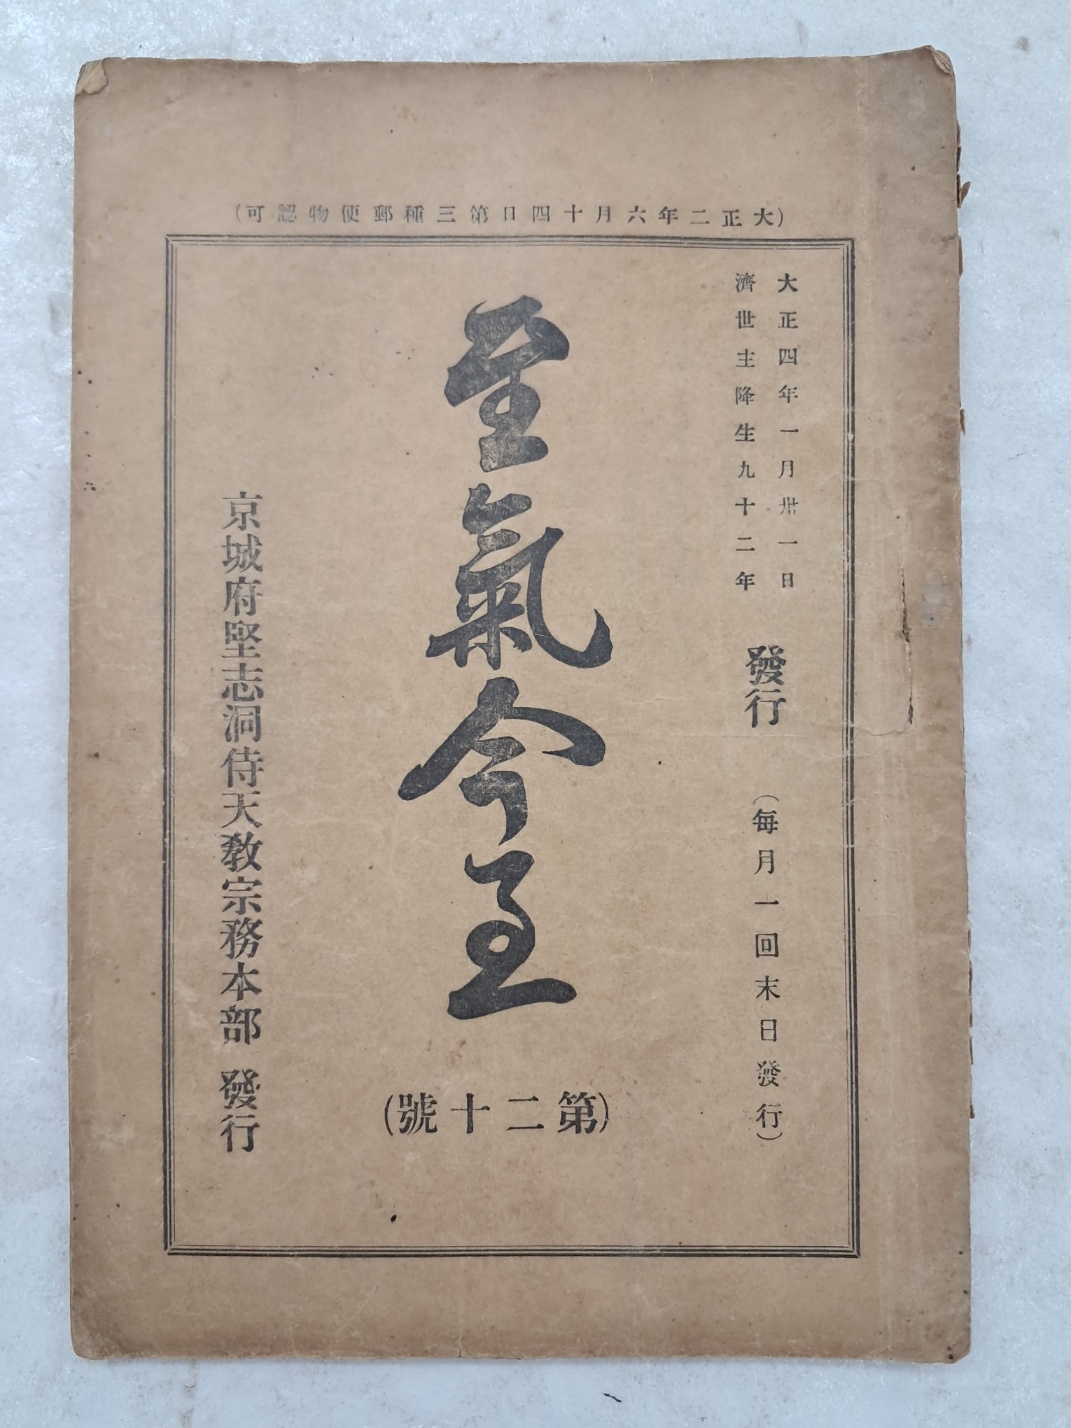 (大正二年六月十四日第三種郵便物認可)
大正四年一月卅一日
濟世主降生九十二年
發行
(每月一回末日發行)
至氣今至
(第二十號)
京城府堅志洞侍天教宗務本部 發行